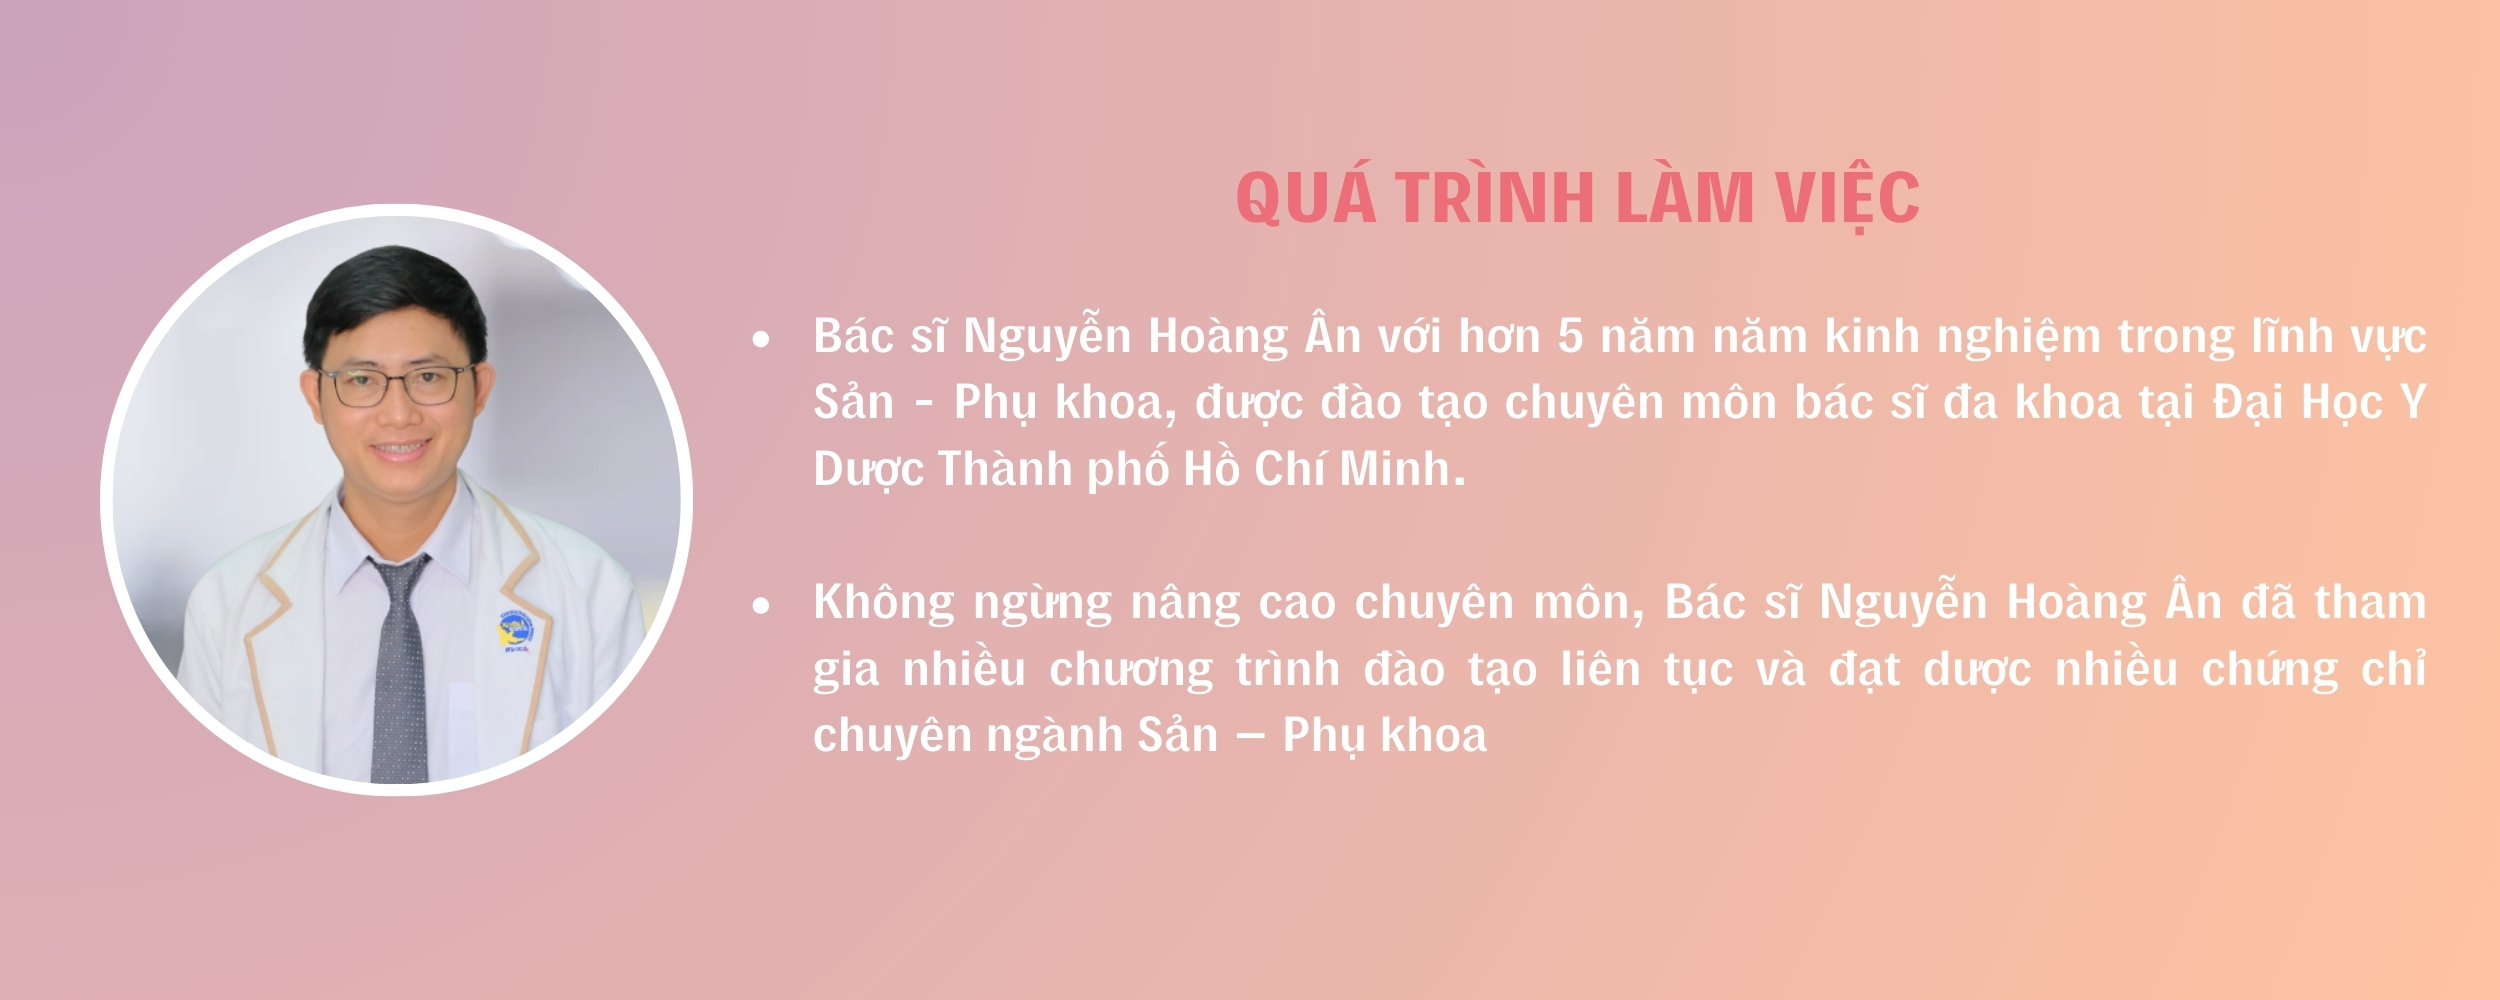 QUÁ TRÌNH LÀM VIỆC
• Bác sĩ Nguyễn Hoàng Ân với hơn 5 năm năm kinh nghiệm trong lĩnh vực
Sản - Phụ khoa, được đào tạo chuyên môn bác sĩ đa khoa tại Đại Học Y
Dược Thành phố Hồ Chí Minh.
• Không ngừng nâng cao chuyên môn, Bác sĩ Nguyễn Hoàng Ân đã tham
gia nhiều chương trình đào tạo liên tục và đạt dược nhiều chứng chỉ
chuyên ngành Sản – Phụ khoa